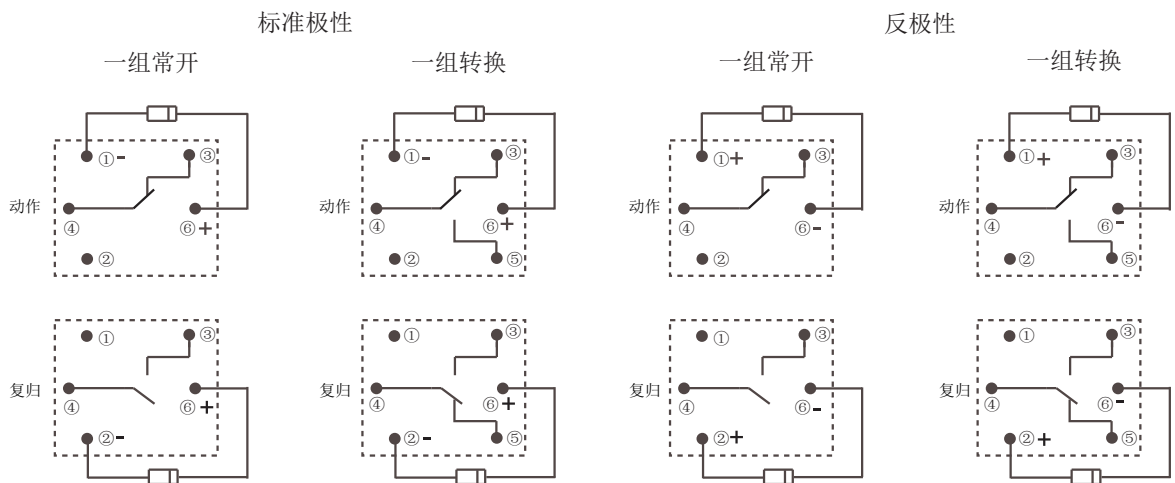 标准极性 反极性
一组常开 一组转换 一组常开 一组转换
①- ③ ①- ③ ①+ ③ ①+ ③
动作 动作 动作 动作
④ ⑥+ ④ ⑥+ ④ ⑥- ④ ⑥-
② ② ⑤ ② ② ⑤
① ③ ① ③ ① ③ ① ③
复归 复归 复归 复归
④ ⑥+ ④ ⑥+ ④ ⑥- ④ ⑥-
②- ②- ⑤ ②+ ②+ ⑤